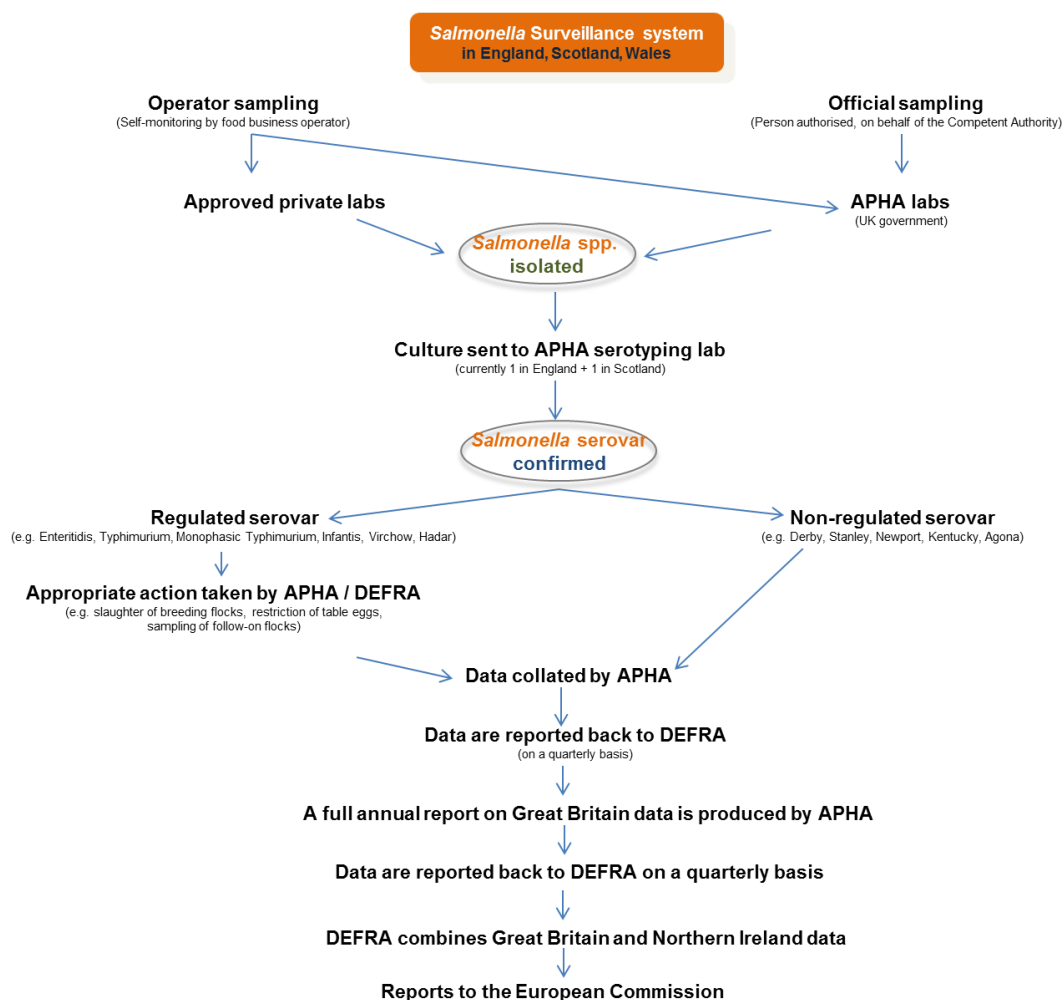 Salmonella Surveillance system
in England, Scotland, Wales
Operator sampling
(Self-monitoring by food business operator)
Official sampling
(Person authorised, on behalf of the Competent Authority)
Approved private labs
APHA labs
(UK government)
Salmonella spp.
isolated
Culture sent to APHA serotyping lab
(currently 1 in England + 1 in Scotland)
Salmonella serovar
confirmed
Regulated serovar
(e.g. Enteritidis, Typhimurium, Monophasic Typhimurium, Infantis, Virchow, Hadar)
Non-regulated serovar
(e.g. Derby, Stanley, Newport, Kentucky, Agona)
Appropriate action taken by APHA / DEFRA
(e.g. slaughter of breeding flocks, restriction of table eggs,
sampling of follow-on flocks)
Data collated by APHA
Data are reported back to DEFRA
(on a quarterly basis)
A full annual report on Great Britain data is produced by APHA
Data are reported back to DEFRA on a quarterly basis
DEFRA combines Great Britain and Northern Ireland data
Reports to the European Commission